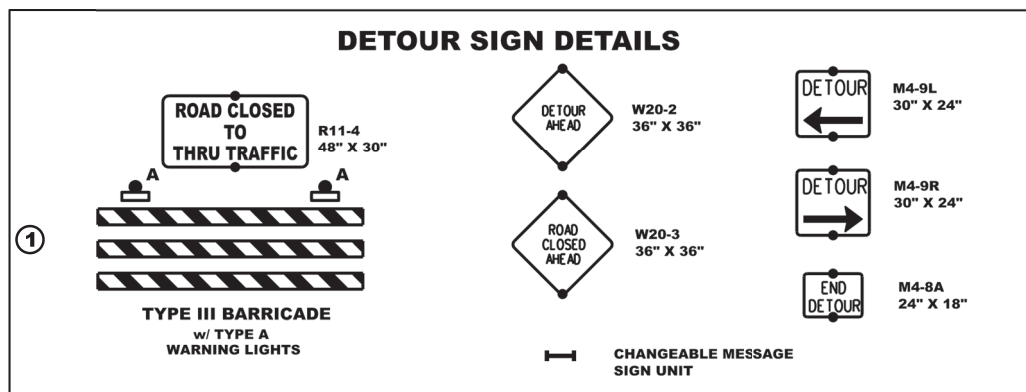 DETOUR SIGN DETAILS
1
ROAD CLOSED
TO
THRU TRAFFIC
R11-4
48" X 30"
A
A
TYPE III BARRICADE
w/ TYPE A
WARNING LIGHTS
DETOUR
AHEAD
W20-2
36" X 36"
ROAD
CLOSED
AHEAD
W20-3
36" X 36"
CHANGEABLE MESSAGE
SIGN UNIT
DETOUR
M4-9L
30" X 24"
DETOUR
M4-9R
30" X 24"
END
DETOUR
M4-8A
24" X 18"